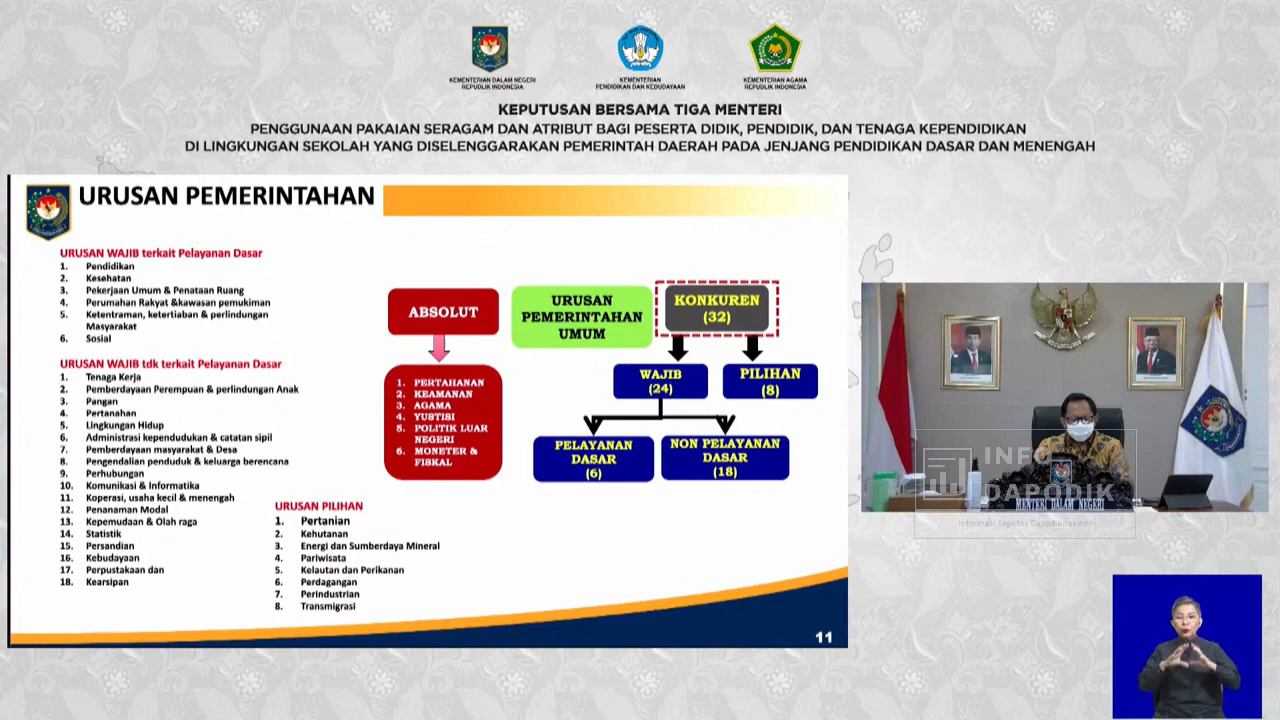 KEMENTERIAN DALAM NEGERI
REPUBLIK INDONESIA
KEMENTERIAN
PENDIDIKAN DAN KEBUDAYAAN
KEMENTERIAN AGAMA
REPUBLIK INDONESIA
KEPUTUSAN BERSAMA TIGA MENTERI
PENGGUNAAN PAKAIAN SERAGAM DAN ATRIBUT BAGI PESERTA DIDIK, PENDIDIK, DAN TENAGA KEPENDIDIKAN
DI LINGKUNGAN SEKOLAH YANG DISELENGGARAKAN PEMERINTAH DAERAH PADA JENJANG PENDIDIKAN DASAR DAN MENENGAH
URUSAN PEMERINTAHAN
URUSAN WAJIB terkait Pelayanan Dasar
1. Pendidikan
2. Kesehatan
3. Pekerjaan Umum & Penataan Ruang
4. Perumahan Rakyat &kawasan pemukiman
5. Ketentraman, ketertiaban & perlindungan
Masyarakat
6. Sosial
URUSAN WAJIB tdk terkait Pelayanan Dasar
1. Tenaga Kerja
2. Pemberdayaan Perempuan & perlindungan Anak
3. Pangan
4. Pertanahan
5. Lingkungan Hidup
6. Administrasi kependudukan & catatan sipil
7. Pemberdayaan masyarakat & Desa
8. Pengendalian penduduk & keluarga berencana
9. Perhubungan
10. Komunikasi & Informatika
11. Koperasi, usaha kecil & menengah
12. Penanaman Modal
13. Kepemudaan & Olah raga
14. Statistik
15. Persandian
16. Kebudayaan
17. Perpustakaan dan
18. Kearsipan
URUSAN PILIHAN
1. Pertanian
2. Kehutanan
3. Energi dan Sumberdaya Mineral
4. Pariwisata
5. Kelautan dan Perikanan
6. Perdagangan
7. Perindustrian
8. Transmigrasi
ABSOLUT
1. PERTAHANAN
2. KEAMANAN
3. AGAMA
4. YUSTISI
5. POLITIK LUAR
NEGERI
6. MONETER &
FISKAL
URUSAN
PEMERINTAHAN
UMUM
KONKUREN
(32)
WAJIB
(24)
PILIHAN
(8)
PELAYANAN
DASAR
(6)
NON PELAYANAN
DASAR
(18)
11
INFO
DAPODIK
Informasi Seputar Dapodikdasmen
MENTERI DALAM NEGERI